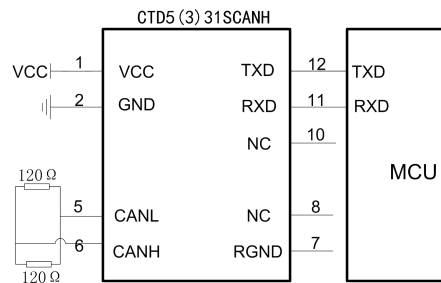 CTD5(3)31SCANH
VCC 1 VCC TXD 12 TXD
2 GND RXD 11 RXD
NC 10
MCU
120Ω
5 CANL NC 8
6 CANH RGND 7
120Ω